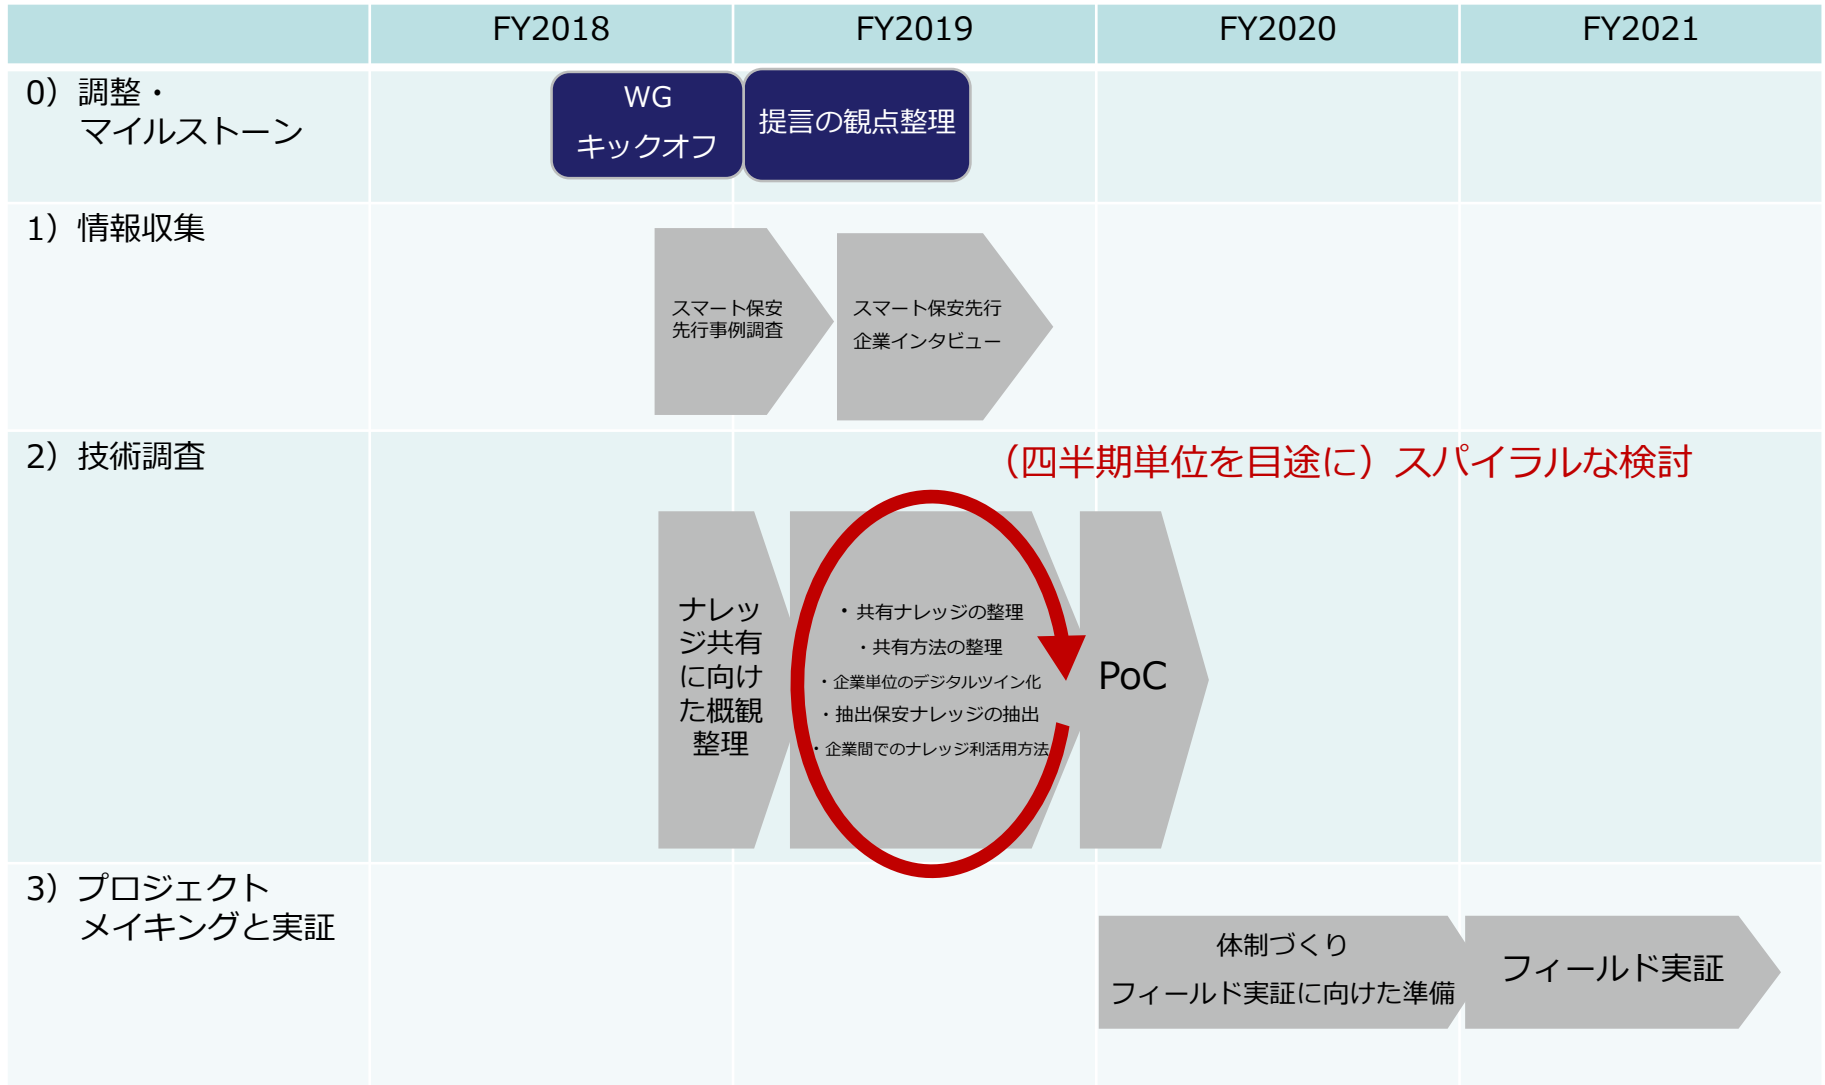 FY2018
FY2019
FY2020
FY2021
0）調整・
マイルストーン
WG
キックオフ
提言の観点整理
1）情報収集
スマート保安
先行事例調査
スマート保安先行
企業インタビュー
2）技術調査
（四半期単位を目途に）スパイラルな検討
ナレッ
ジ共有
に向け
た概観
整理
・共有ナレッジの整理
・共有方法の整理
・企業単位のデジタルツイン化
・抽出保安ナレッジの抽出
・企業間でのナレッジ利活用方法
PoC
3）プロジェクト
メイキングと実証
体制づくり
フィールド実証に向けた準備
フィールド実証